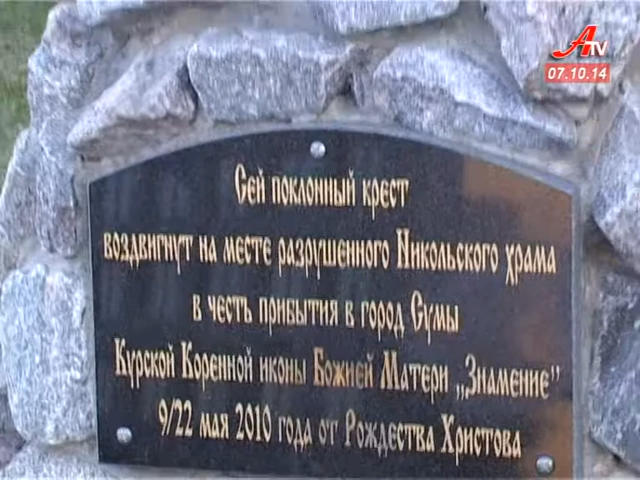 АTV
07.10.14
Сей поклонный крест
воздвигнут на месте разрушенного Никольского храма
в честь прибытия в город Сумы
Курской Коренной иконы Божией Матери „Знамение”
9/22 мая 2010 года от Рождества Христова